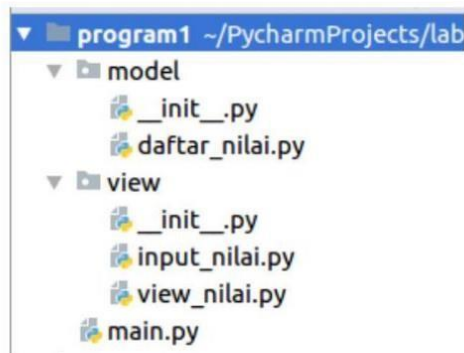 program1 ~/PycharmProjects/lab
model
__init__.py
daftar_nilai.py
view
__init__.py
input_nilai.py
view_nilai.py
main.py